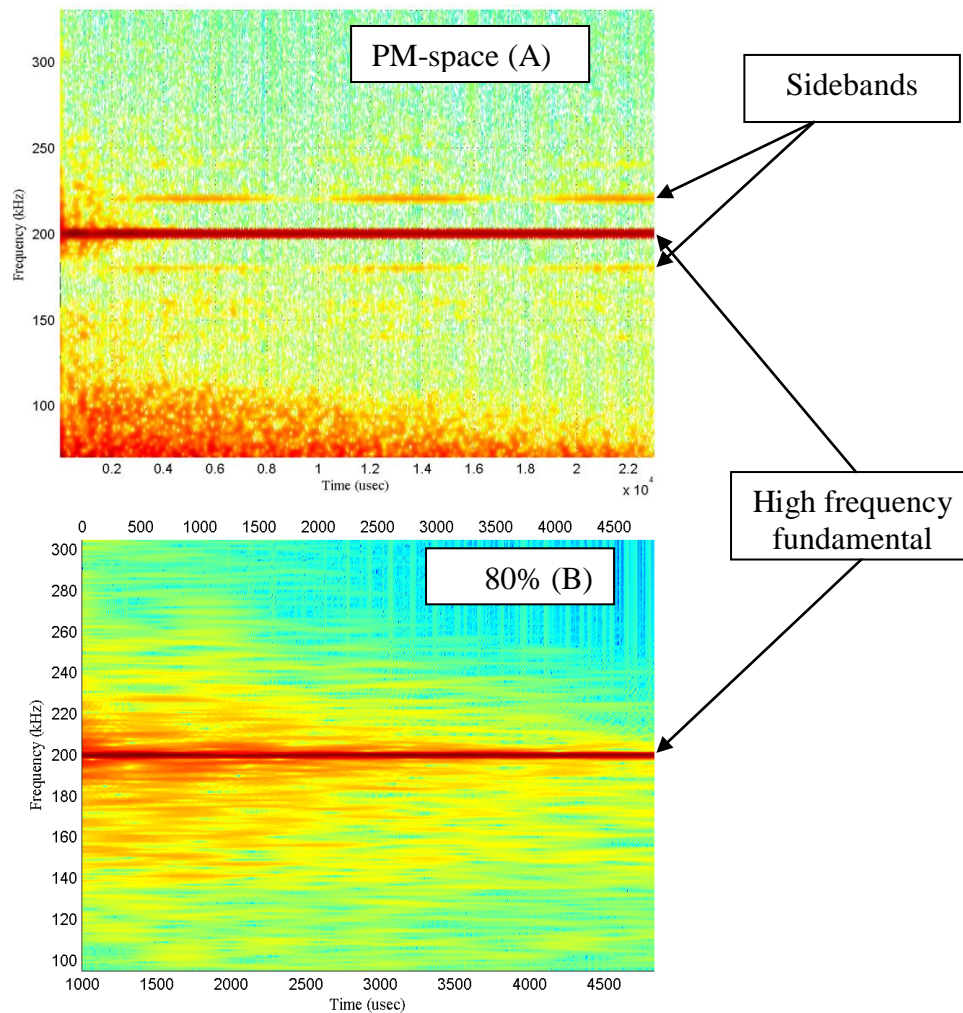 PM-space (A)
Sidebands
300
250
200
150
100
Frequency (kHz)
0.2 0.4 0.6 0.8 1 1.2 1.4 1.6 1.8 2 2.2
Time (usec)
x 10^4
High frequency
fundamental
0 500 1000 1500 2000 2500 3000 3500 4000 4500
80% (B)
300
280
260
240
220
200
180
160
140
120
100
Frequency (kHz)
1000 1500 2000 2500 3000 3500 4000 4500
Time (usec)